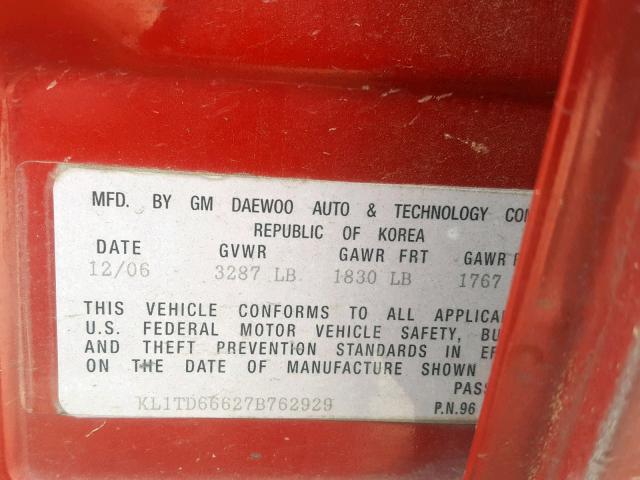 MFD. BY GM DAEWOO AUTO & TECHNOLOGY
REPUBLIC OF KOREA
DATE GVWR GAWR FRT GAWR
12/06 3287 LB 1830 LB 1767
THIS VEHICLE CONFORMS TO ALL
U.S. FEDERAL MOTOR VEHICLE SAFETY,
AND THEFT PREVENTION STANDARDS IN
ON THE DATE OF MANUFACTURE SHOWN
KL1TD66627B762929 P.N.96